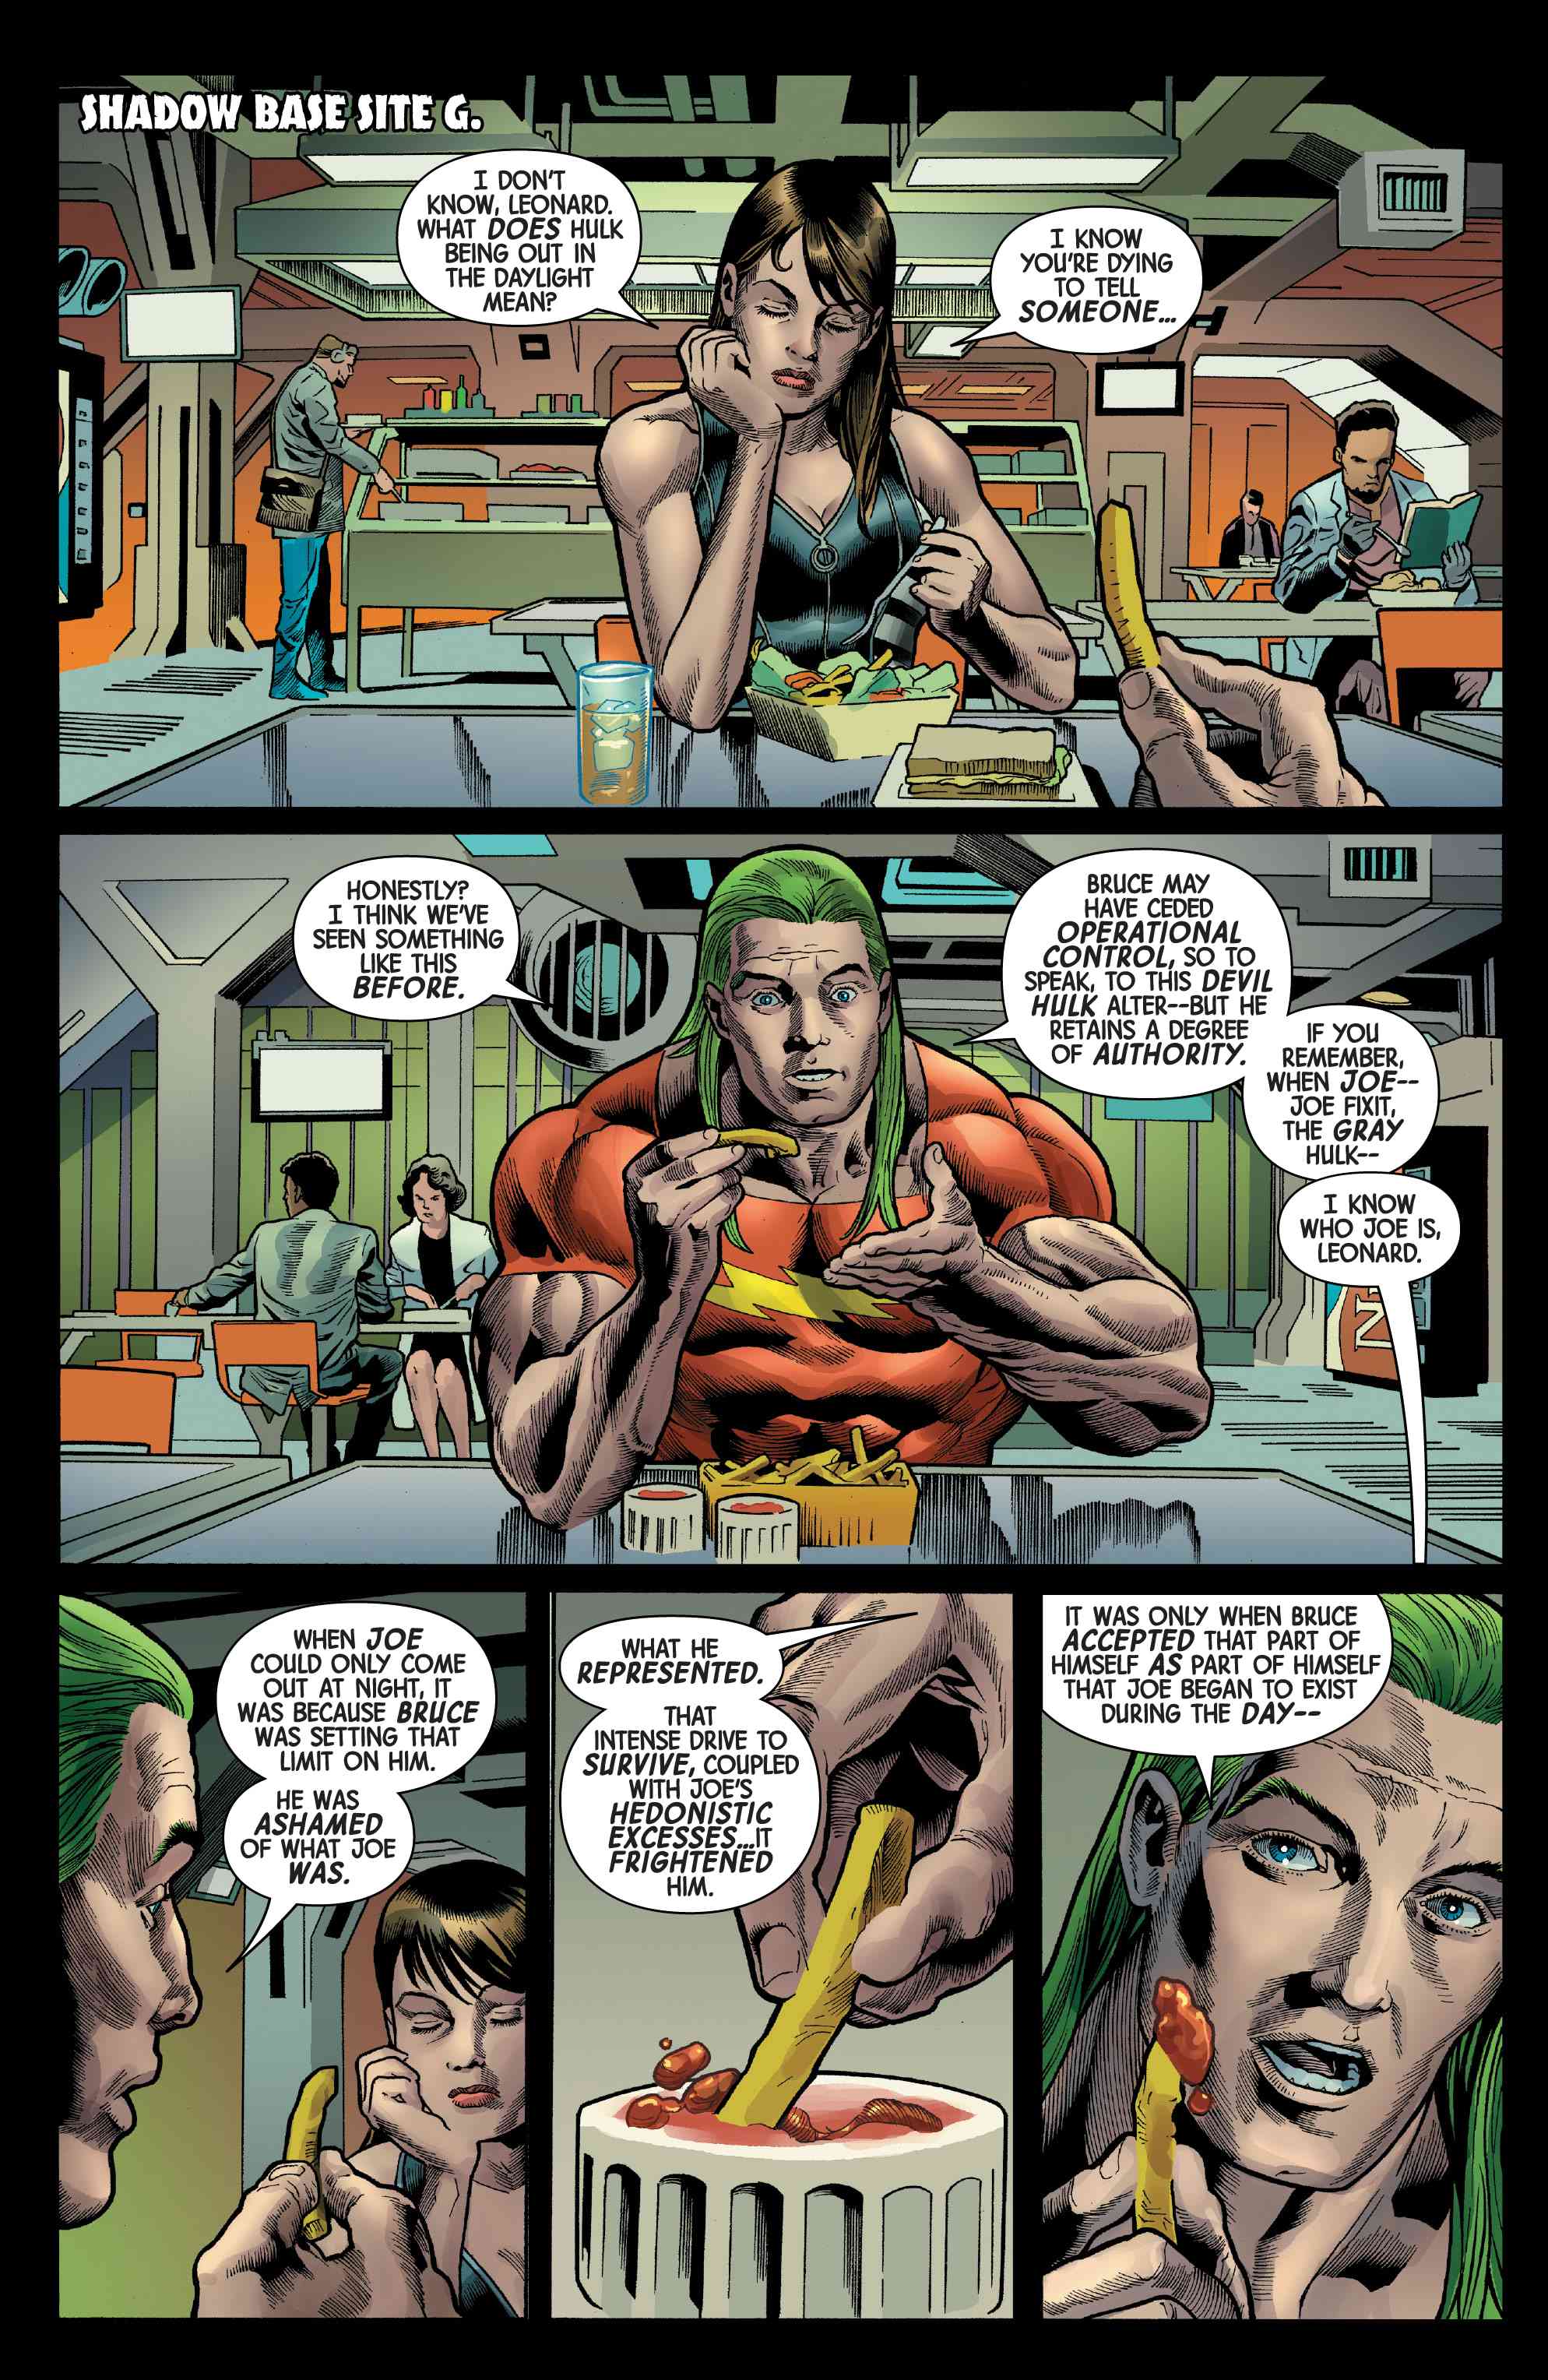 SHADOW BASE SITE G.
I DON'T
KNOW, LEONARD.
WHAT DOES HULK
BEING OUT IN
THE DAYLIGHT
MEAN?
I KNOW
YOU'RE DYING
TO TELL
SOMEONE...
HONESTLY?
I THINK WE'VE
SEEN SOMETHING
LIKE THIS
BEFORE.
BRUCE MAY
HAVE CEDED
OPERATIONAL
CONTROL, SO TO
SPEAK, TO THIS DEVIL
HULK ALTER--BUT HE
RETAINS A DEGREE
OF AUTHORITY.
IF YOU
REMEMBER,
WHEN JOE--
JOE FIXIT,
THE GRAY
HULK--
I KNOW
WHO JOE IS,
LEONARD.
N
WHEN JOE
COULD ONLY COME
OUT AT NIGHT, IT
WAS BECAUSE BRUCE
WAS SETTING THAT
LIMIT ON HIM.
HE WAS
ASHAMED
OF WHAT JOE
WAS.
WHAT HE
REPRESENTED.
THAT
INTENSE DRIVE TO
SURVIVE, COUPLED
WITH JOE'S
HEDONISTIC
EXCESSES...IT
FRIGHTENED
HIM.
IT WAS ONLY WHEN BRUCE
ACCEPTED THAT PART OF
HIMSELF AS PART OF HIMSELF
THAT JOE BEGAN TO EXIST
DURING THE DAY--